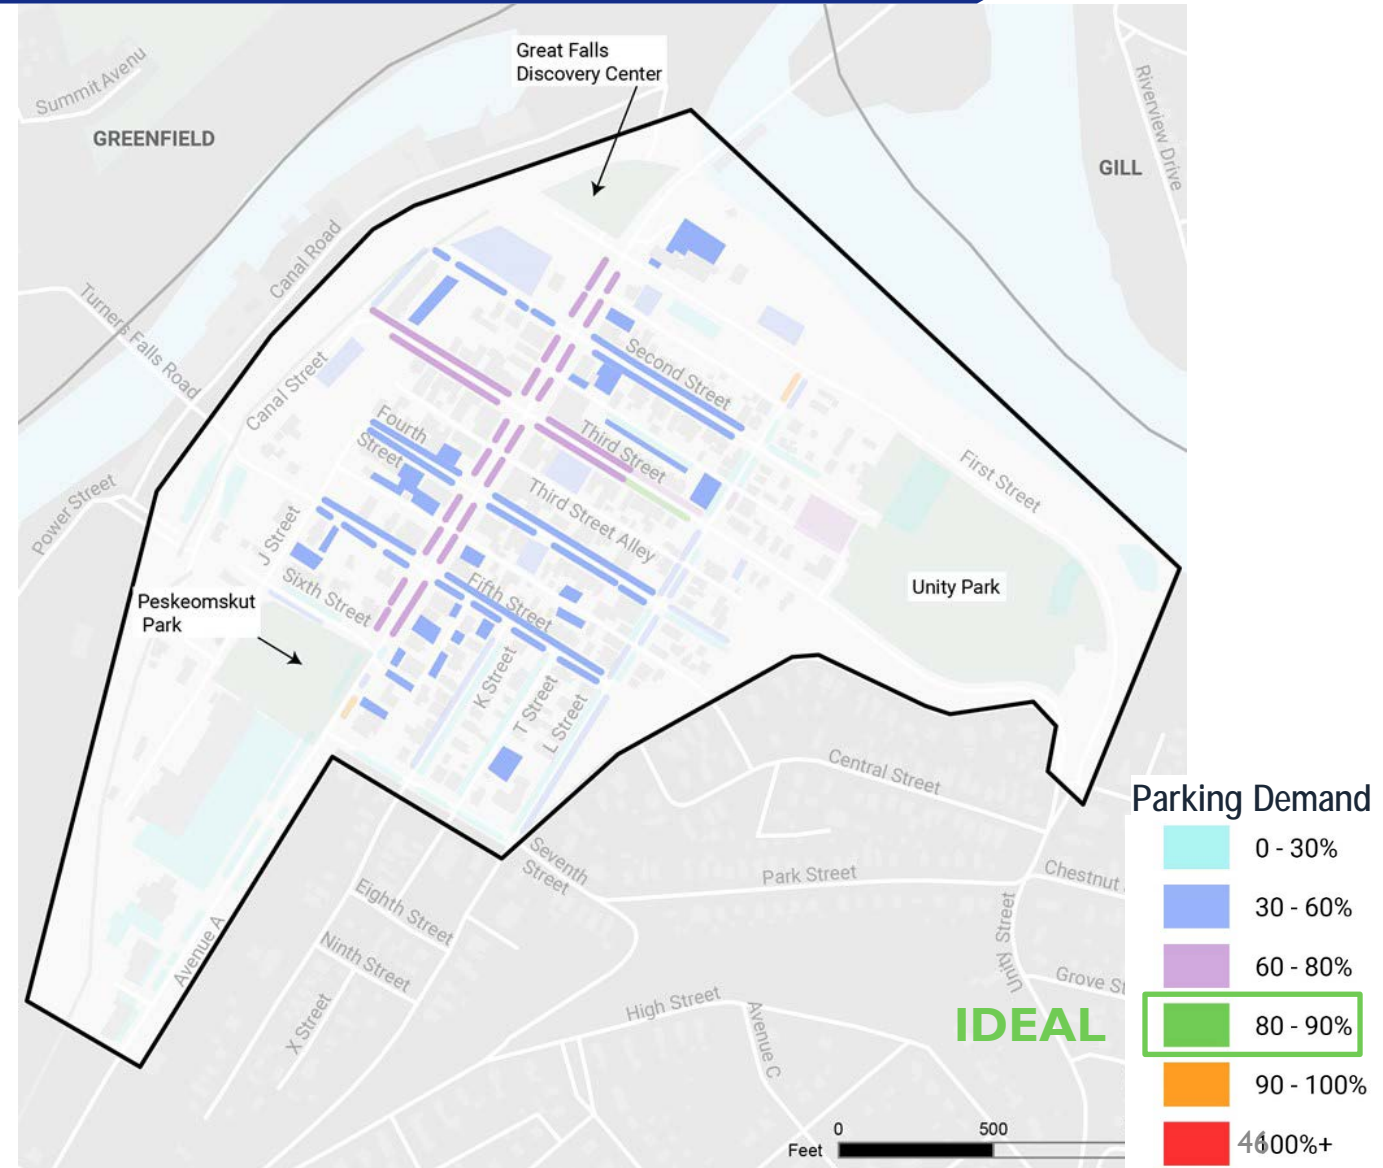 Great Falls
Discovery Center
Summit Avenu
GREENFIELD
Riverview Drive
GILL
Canal Road
Turners Falls Road
Canal Street
Second Street
Fourth
Street
Third Street
First Street
Power Street
Third Street Alley
J Street
Unity Park
Sixth Street
Fifth Street
Peskeomskut
Park
K Street
T Street
L Street
Central Street
Parking Demand
0 - 30%
Seventh
Street
Park Street
Chestnut
Eighth Street
30 - 60%
Avenue A
Ninth Street
Unity Street
60 - 80%
Grove St
X Street
High Street
Avenue C
IDEAL
80 - 90%
90 - 100%
0
500
Feet
46
100%+